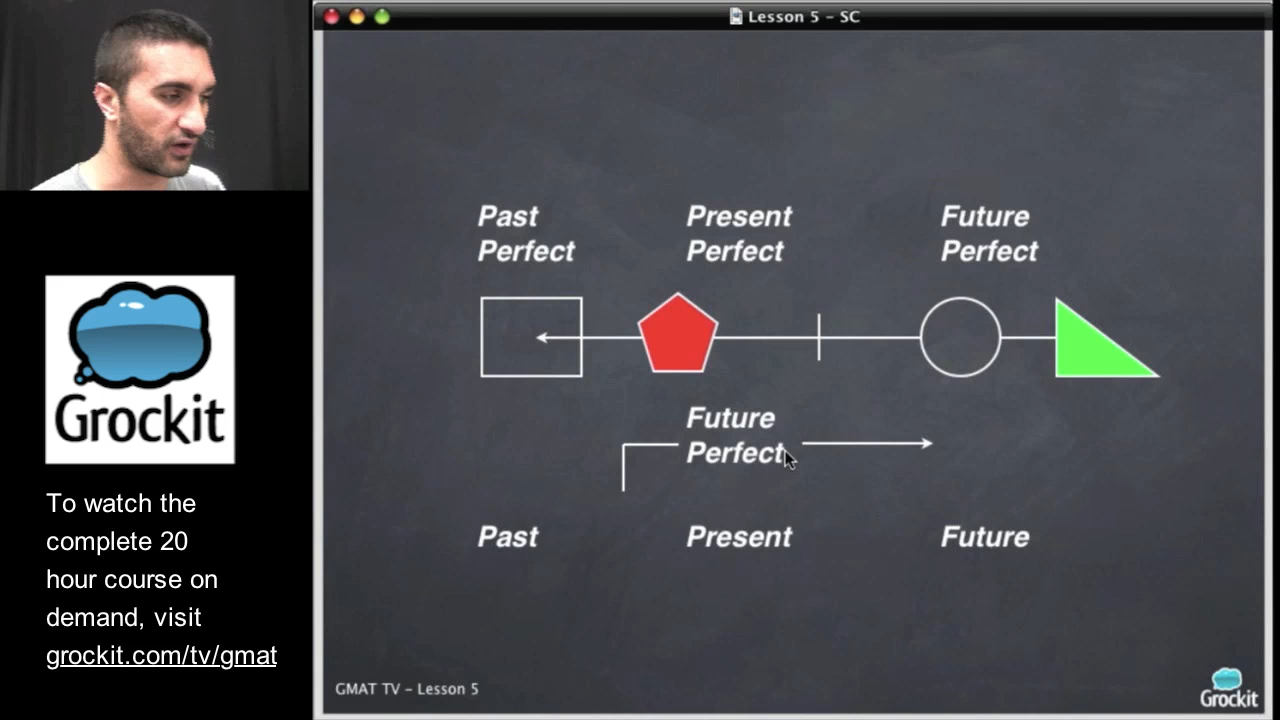 Lesson 5 - SC
Past
Perfect
Present
Perfect
Future
Perfect
Future
Perfect
Past
Present
Future
GMAT TV - Lesson 5
Grockit
Grockit
To watch the
complete 20
hour course on
demand, visit
grockit.com/tv/gmat